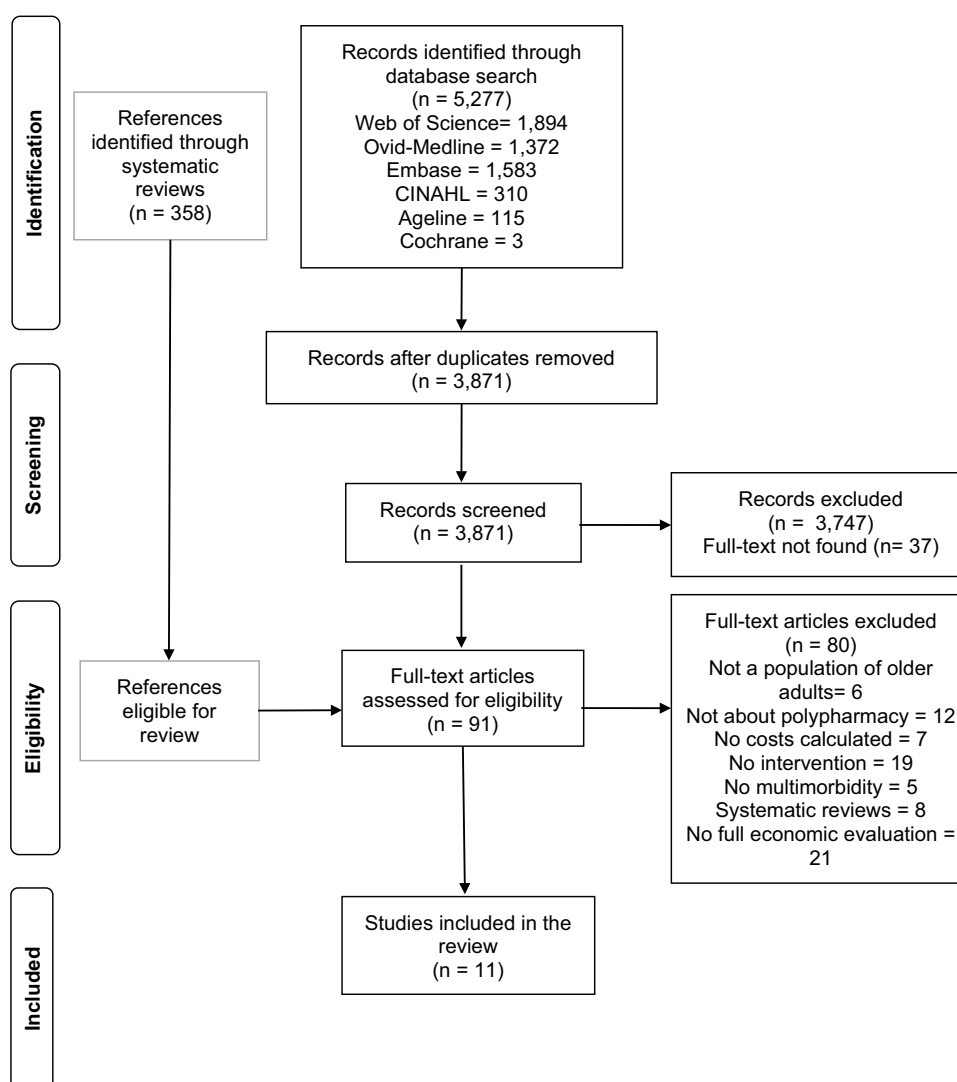 Identification
References
identified through
systematic
reviews
(n = 358)
Records identified through
database search
(n = 5,277)
Web of Science= 1,894
Ovid-Medline = 1,372
Embase = 1,583
CINAHL = 310
Ageline = 115
Cochrane = 3
Records after duplicates removed
(n = 3,871)
Screening
Records screened
(n = 3,871)
Records excluded
(n = 3,747)
Full-text not found (n= 37)
Eligibility
References
eligible for
review
Full-text articles
assessed for eligibility
(n = 91)
Full-text articles excluded
(n = 80)
Not a population of older
adults= 6
Not about polypharmacy = 12
No costs calculated = 7
No intervention = 19
No multimorbidity = 5
Systematic reviews = 8
No full economic evaluation =
21
Included
Studies included in the
review
(n = 11)